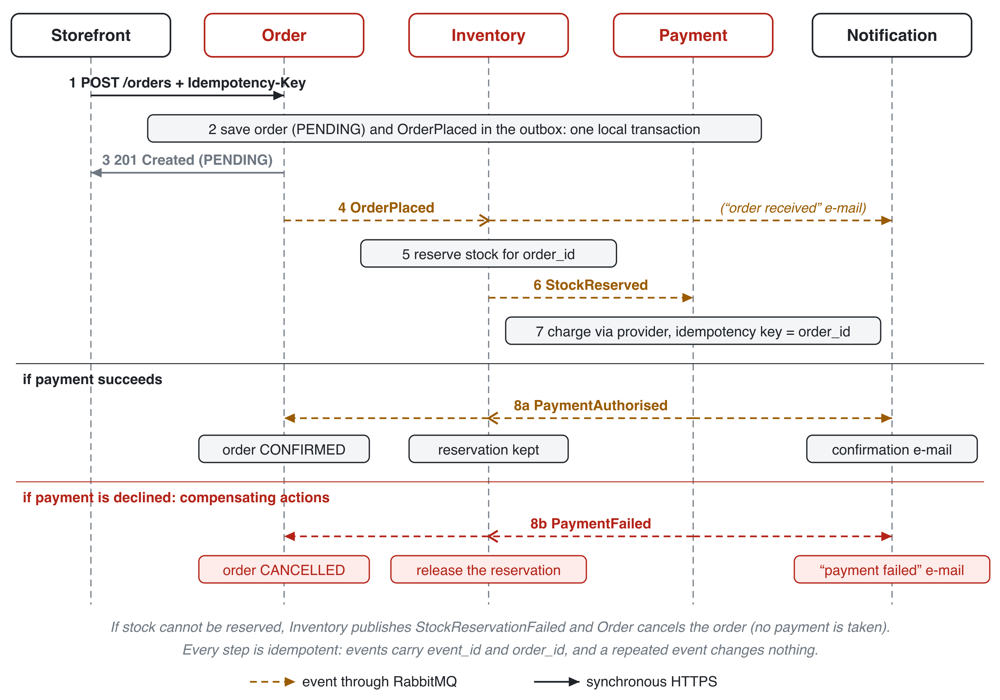 Storefront
Order
Inventory
Payment
Notification
1 POST /orders + Idempotency-Key
2 save order (PENDING) and OrderPlaced in the outbox: one local transaction
3 201 Created (PENDING)
4 OrderPlaced
(“order received” e-mail)
5 reserve stock for order_id
6 StockReserved
7 charge via provider, idempotency key = order_id
if payment succeeds
8a PaymentAuthorised
order CONFIRMED
reservation kept
confirmation e-mail
if payment is declined: compensating actions
8b PaymentFailed
order CANCELLED
release the reservation
“payment failed” e-mail
If stock cannot be reserved, Inventory publishes StockReservationFailed and Order cancels the order (no payment is taken).
Every step is idempotent: events carry event_id and order_id, and a repeated event changes nothing.
event through RabbitMQ
synchronous HTTPS